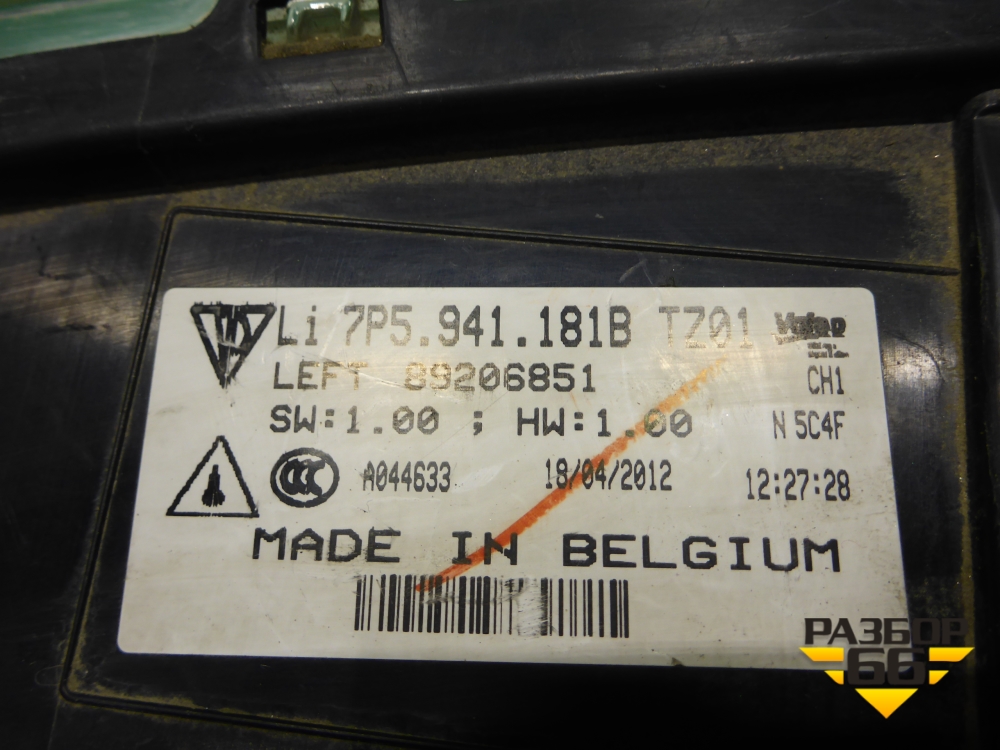 Li 7P5.941.181B TZ01 Valeo
LEFT 89206851 CH1
SW:1.00 ; HW:1.00 N 5C4F
CCC A044633 18/04/2012 12:27:28
MADE IN BELGIUM
РАЗБОР
66